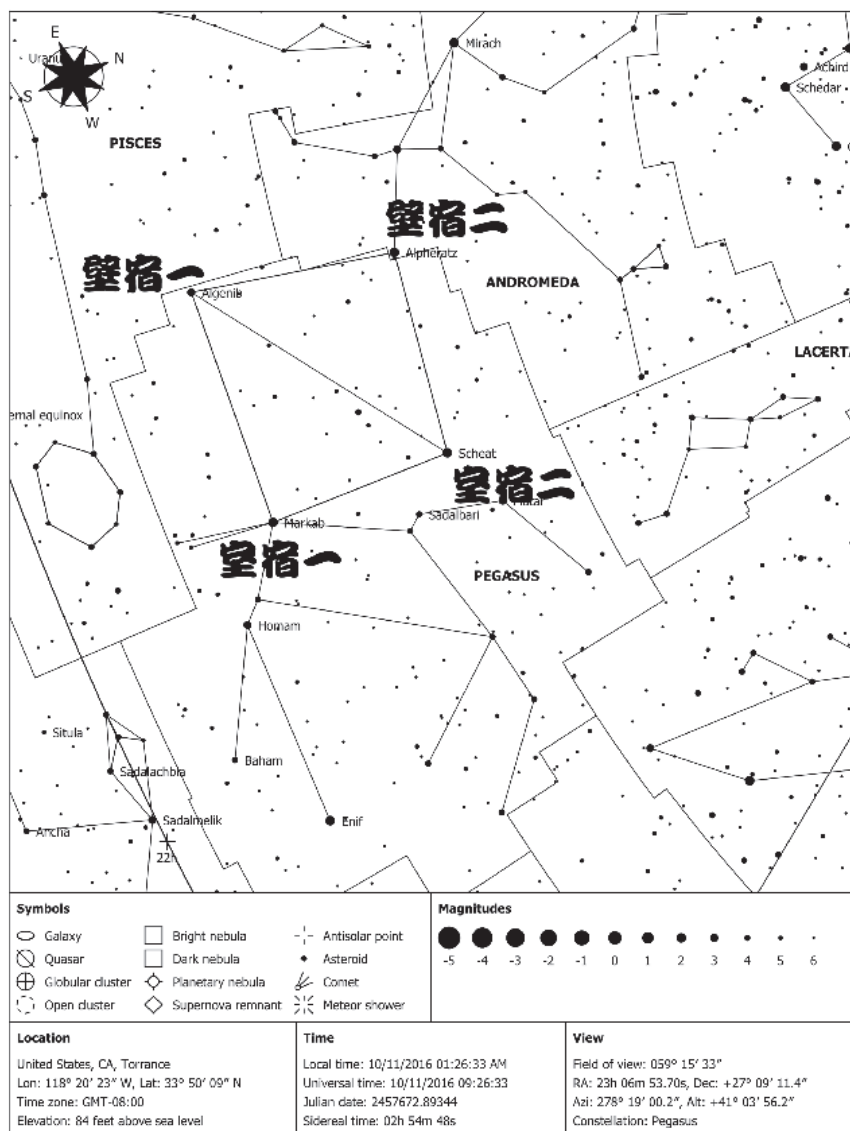 E
Mirach
N
Achird
Schedar
S
W
PISCES
壁宿二
Alpheratz
壁宿一
Algenib
ANDROMEDA
LACERTA
ernal equinox
Scheat
室宿二
Sadalbari
Markab
室宿一
PEGASUS
Homam
Situla
Baham
Sadalachbia
Sadalmelik
Enif
Ancha
22h
Symbols
Galaxy
Bright nebula
Antisolar point
Quasar
Dark nebula
Asteroid
Globular cluster
Planetary nebula
Comet
Open cluster
Supernova remnant
Meteor shower
Magnitudes
-5 -4 -3 -2 -1 0 1 2 3 4 5 6
Location
United States, CA, Torrance
Lon: 118° 20' 23" W, Lat: 33° 50' 09" N
Time zone: GMT-08:00
Elevation: 84 feet above sea level
Time
Local time: 10/11/2016 01:26:33 AM
Universal time: 10/11/2016 09:26:33
Julian date: 2457672.89344
Sidereal time: 02h 54m 48s
View
Field of view: 059° 15' 33"
RA: 23h 06m 53.70s, Dec: +27° 09' 11.4"
Azi: 278° 19' 00.2", Alt: +41° 03' 56.2"
Constellation: Pegasus